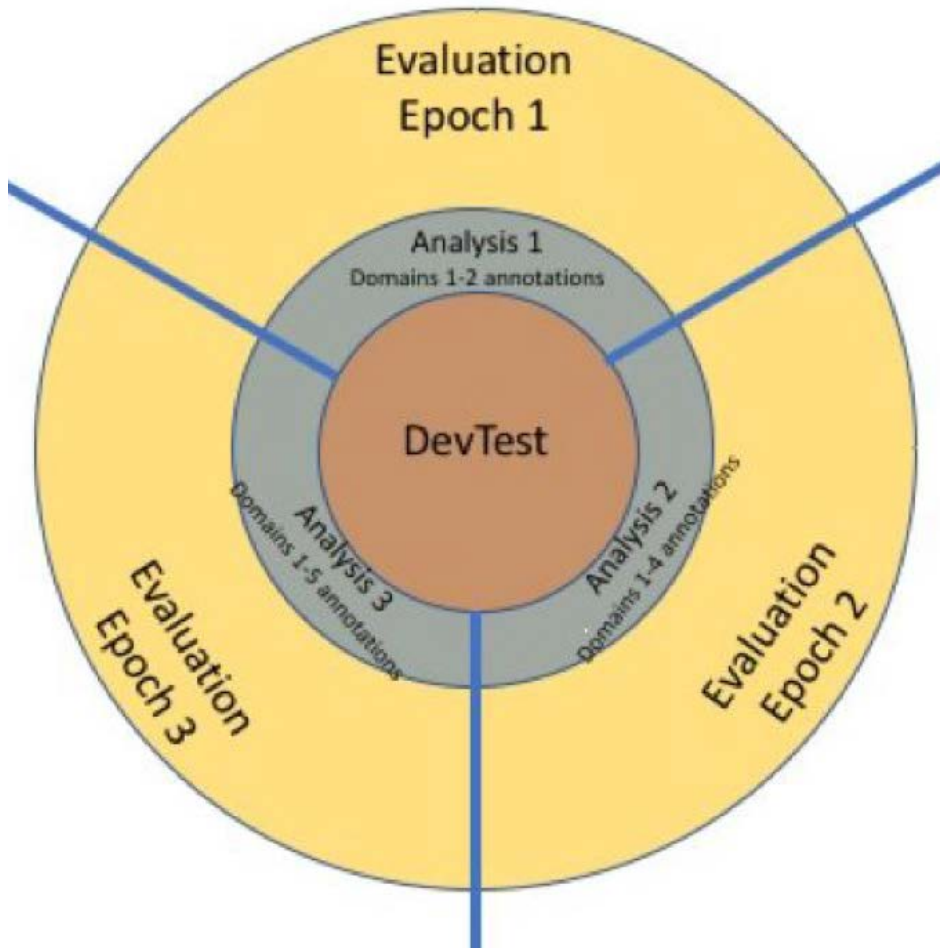 Evaluation
Epoch 1
Analysis 1
Domains 1-2 annotations
DevTest
Analysis 2
Domains 1-4 annotations
Evaluation
Epoch 2
Analysis 3
Domains 1-5 annotations
Evaluation
Epoch 3